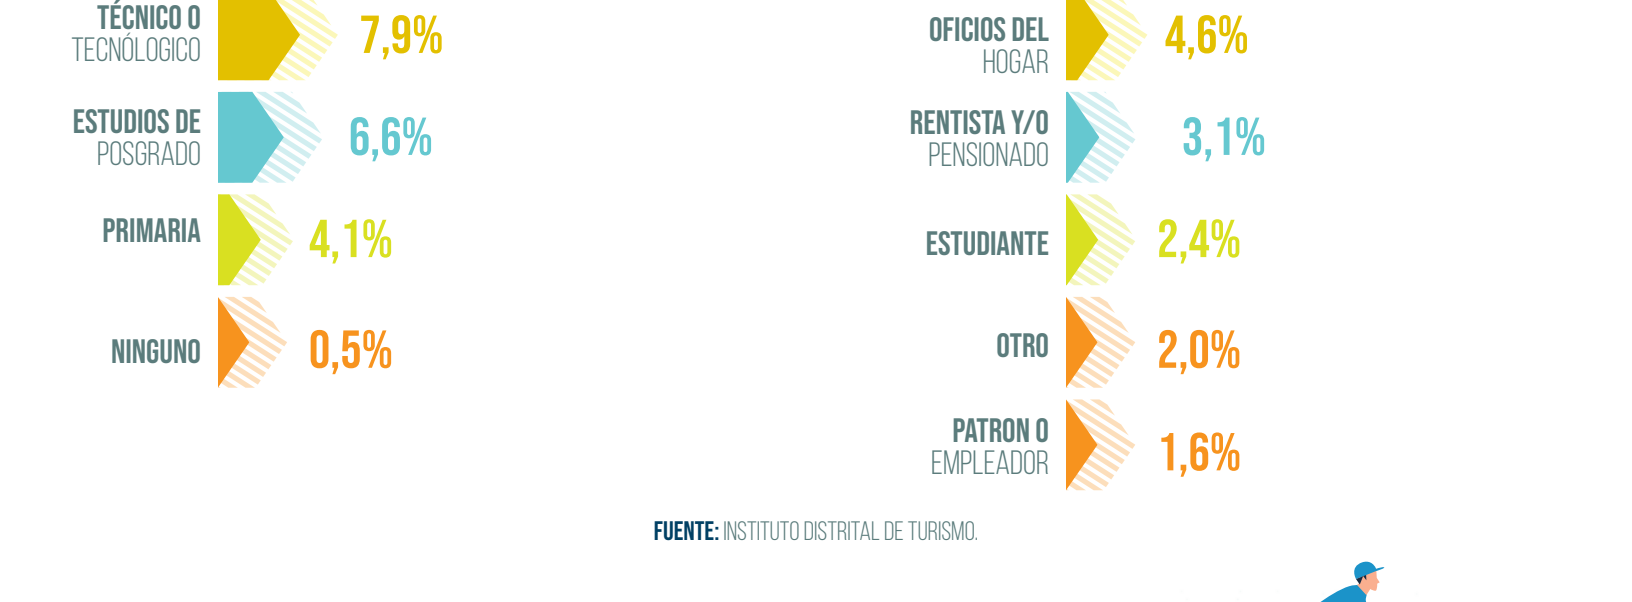 TÉCNICO O
TECNÓLOGICO
7,9%
ESTUDIOS DE
POSGRADO
6,6%
PRIMARIA
4,1%
NINGUNO
0,5%
OFICIOS DEL
HOGAR
4,6%
RENTISTA Y/O
PENSIONADO
3,1%
ESTUDIANTE
2,4%
OTRO
2,0%
PATRON O
EMPLEADOR
1,6%
FUENTE: INSTITUTO DISTRITAL DE TURISMO.